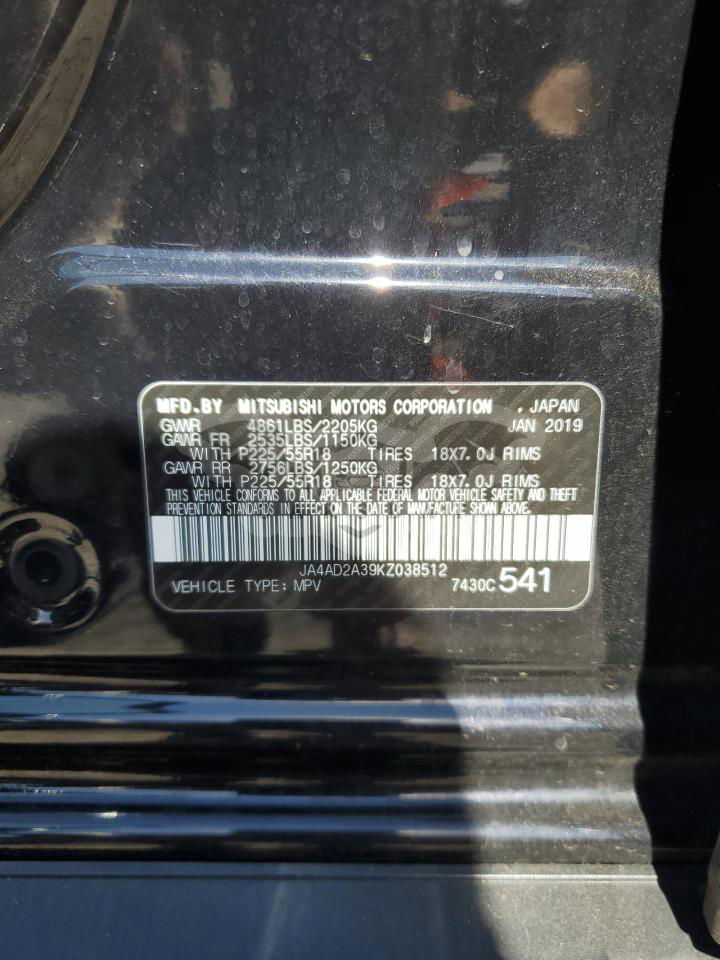 MFD.BY MITSUBISHI MOTORS CORPORATION , JAPAN
GVWR 4861LBS/2205KG JAN 2019
GAWR FR 2535LBS/1150KG
WITH P225/55R18 TIRES 18X7.0J RIMS
GAWR RR 2756LBS/1250KG
WITH P225/55R18 TIRES 18X7.0J RIMS
THIS VEHICLE CONFORMS TO ALL APPLICABLE FEDERAL MOTOR VEHICLE SAFETY AND THEFT
PREVENTION STANDARDS IN EFFECT ON THE DATE OF MANUFACTURE SHOWN ABOVE.
JA4AD2A39KZ038512
VEHICLE TYPE: MPV 7430C 541